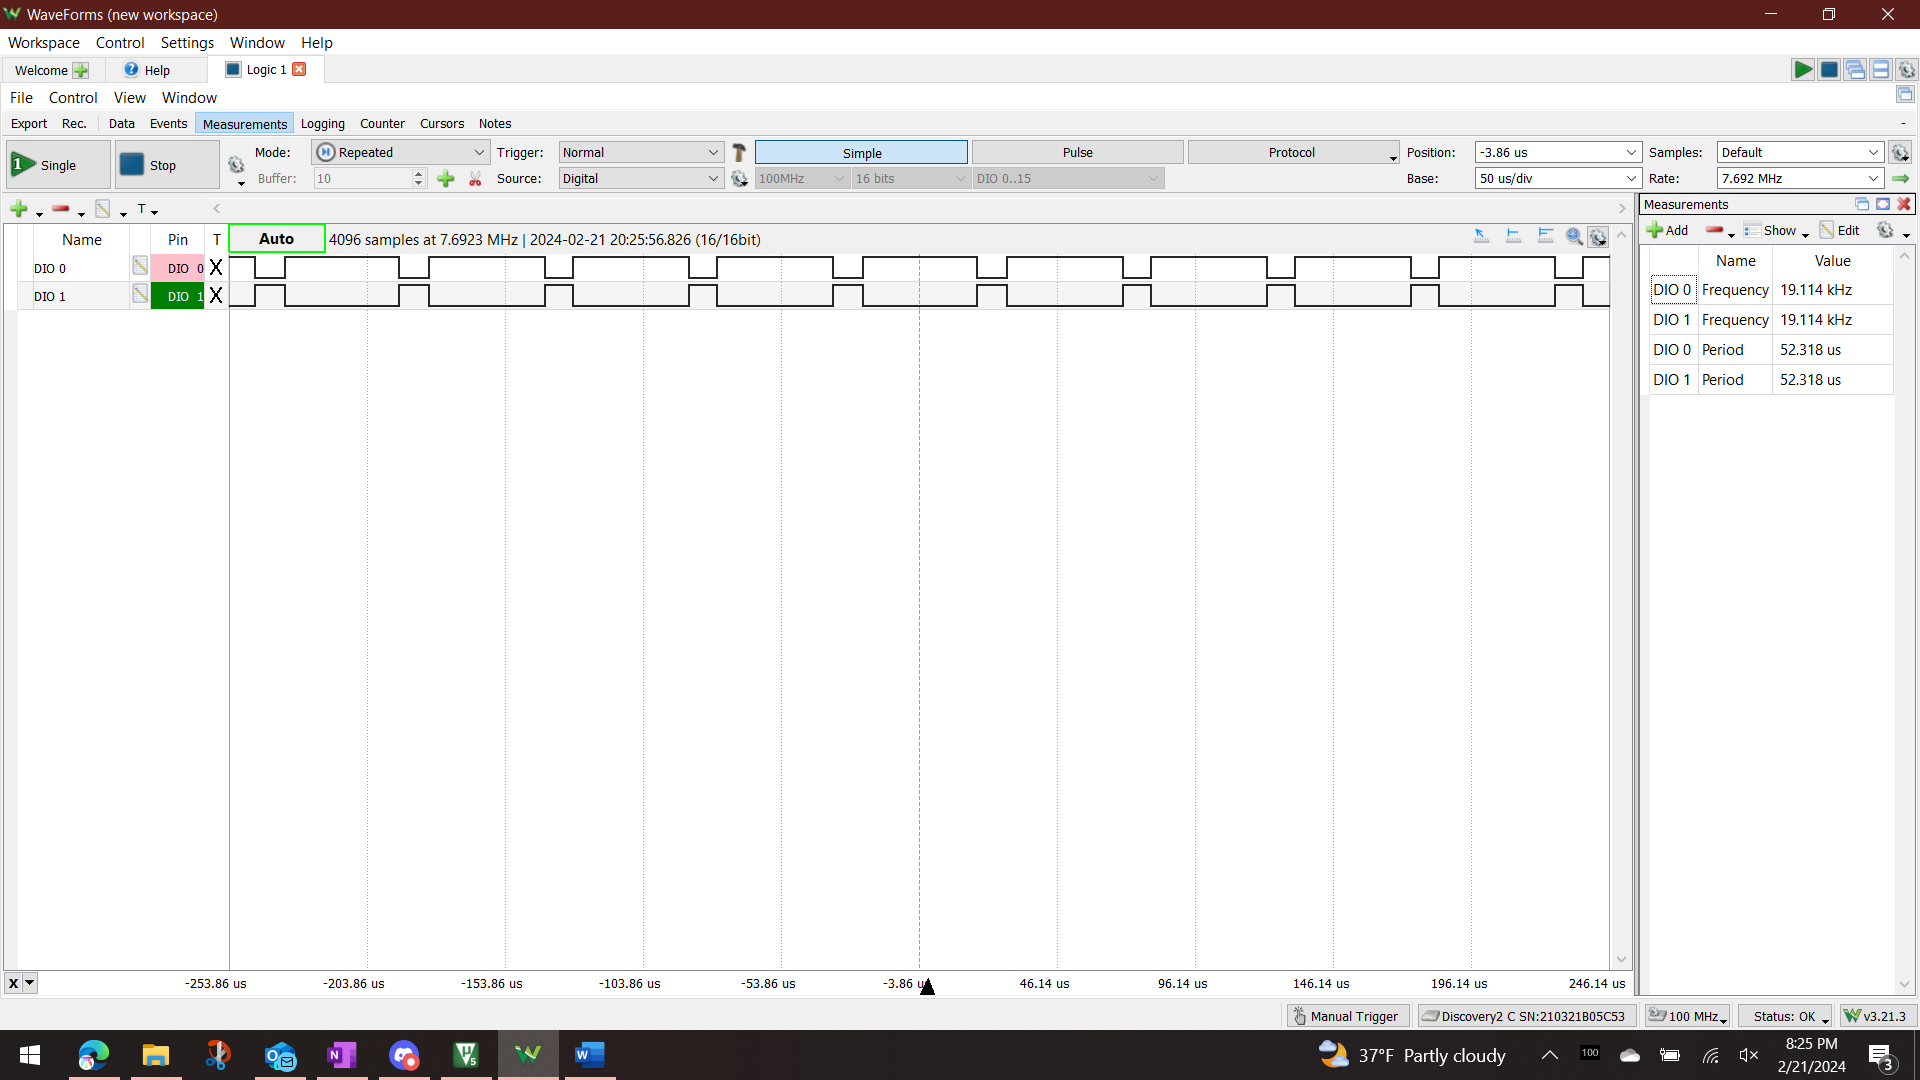 WaveForms (new workspace)
Workspace Control Settings Window Help
Welcome Help Logic 1
File Control View Window
Export Rec. Data Events Measurements Logging Counter Cursors Notes -
1 Single Stop Mode: Repeated Trigger: Normal Simple Pulse Protocol Position: -3.86 us Samples: Default
Buffer: 10 Source: Digital 100MHz 16 bits DIO 0..15 Base: 50 us/div Rate: 7.692 MHz
T
Measurements
Add Show Edit
Name Pin T Auto 4096 samples at 7.6923 MHz | 2024-02-21 20:25:56.826 (16/16bit)
Name Value
DIO 0 DIO 0 X
DIO 1 DIO 1 X
DIO 0 Frequency 19.114 kHz
DIO 1 Frequency 19.114 kHz
DIO 0 Period 52.318 us
DIO 1 Period 52.318 us
X -253.86 us -203.86 us -153.86 us -103.86 us -53.86 us -3.86 us 46.14 us 96.14 us 146.14 us 196.14 us 246.14 us
Manual Trigger Discovery2 C SN:210321B05C53 100 MHz Status: OK v3.21.3
37°F Partly cloudy 100 8:25 PM
2/21/2024 3